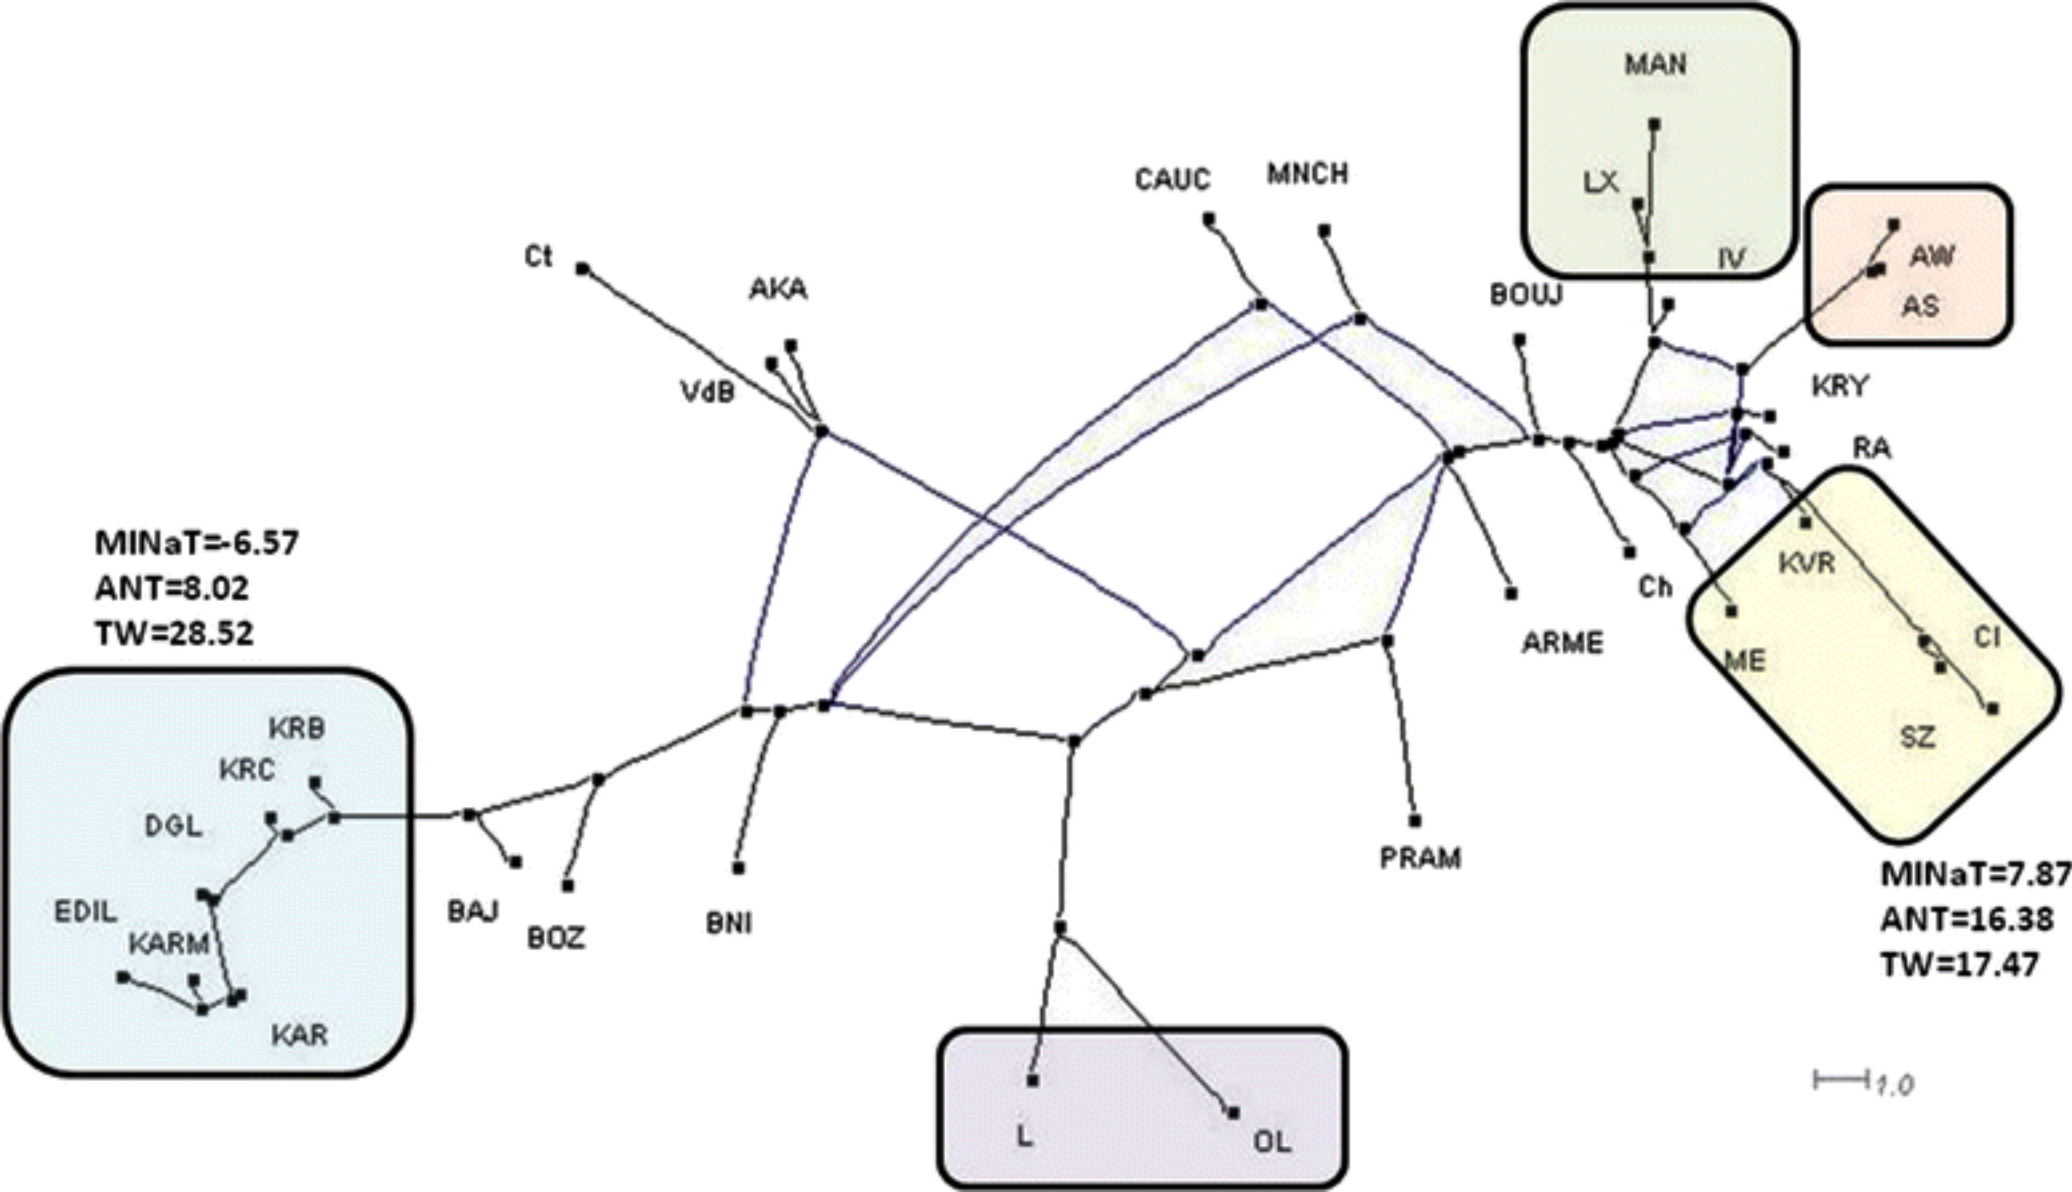 MAN
LX
IV
CAUC
MNCH
Ct
AKA
BOUJ
AW
AS
VdB
KRY
RA
MINaT=-6.57
ANT=8.02
TW=28.52
KVR
Ch
ARME
CI
ME
KRB
SZ
KRC
DGL
PRAM
MINaT=7.87
ANT=16.38
TW=17.47
EDIL
BAJ
BNI
BOZ
KARM
KAR
1.0
L
OL